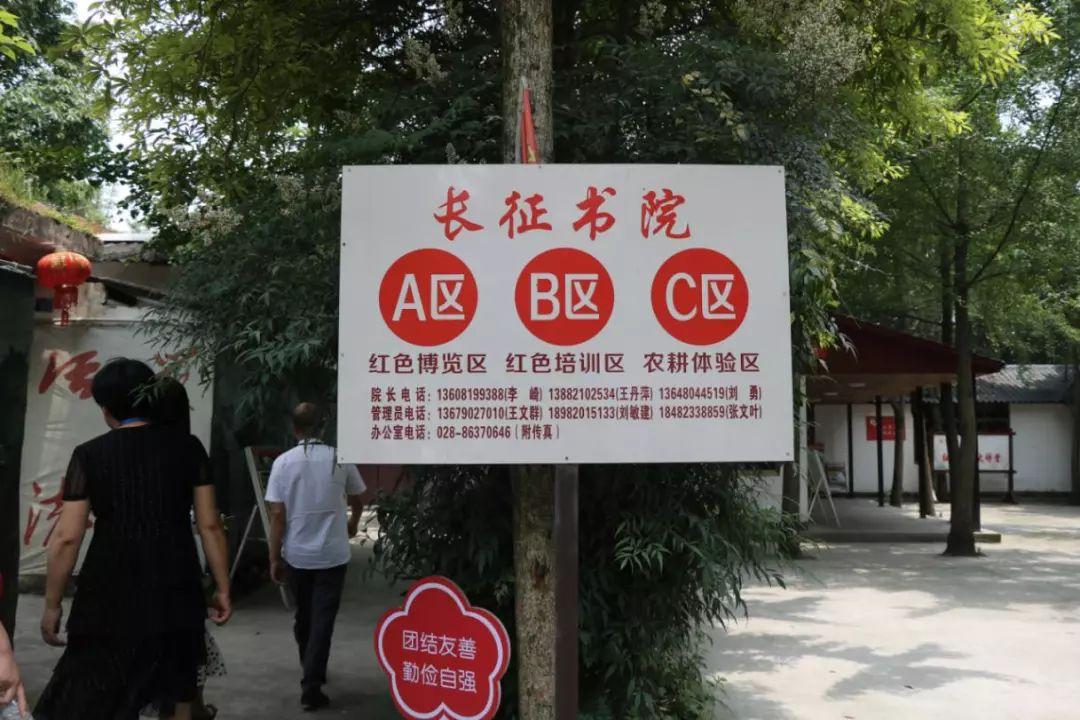 长征书院
A区 B区 C区
红色博览区 红色培训区 农耕体验区
院长电话：13608199388(李　崎) 13882102534(王丹萍) 13648044519(刘　勇)
管理员电话：13679027010(王文群) 18982015133(刘敏建) 18482338859(张文叶)
办公室电话：028-86370646（附传真）
团结友善
勤俭自强